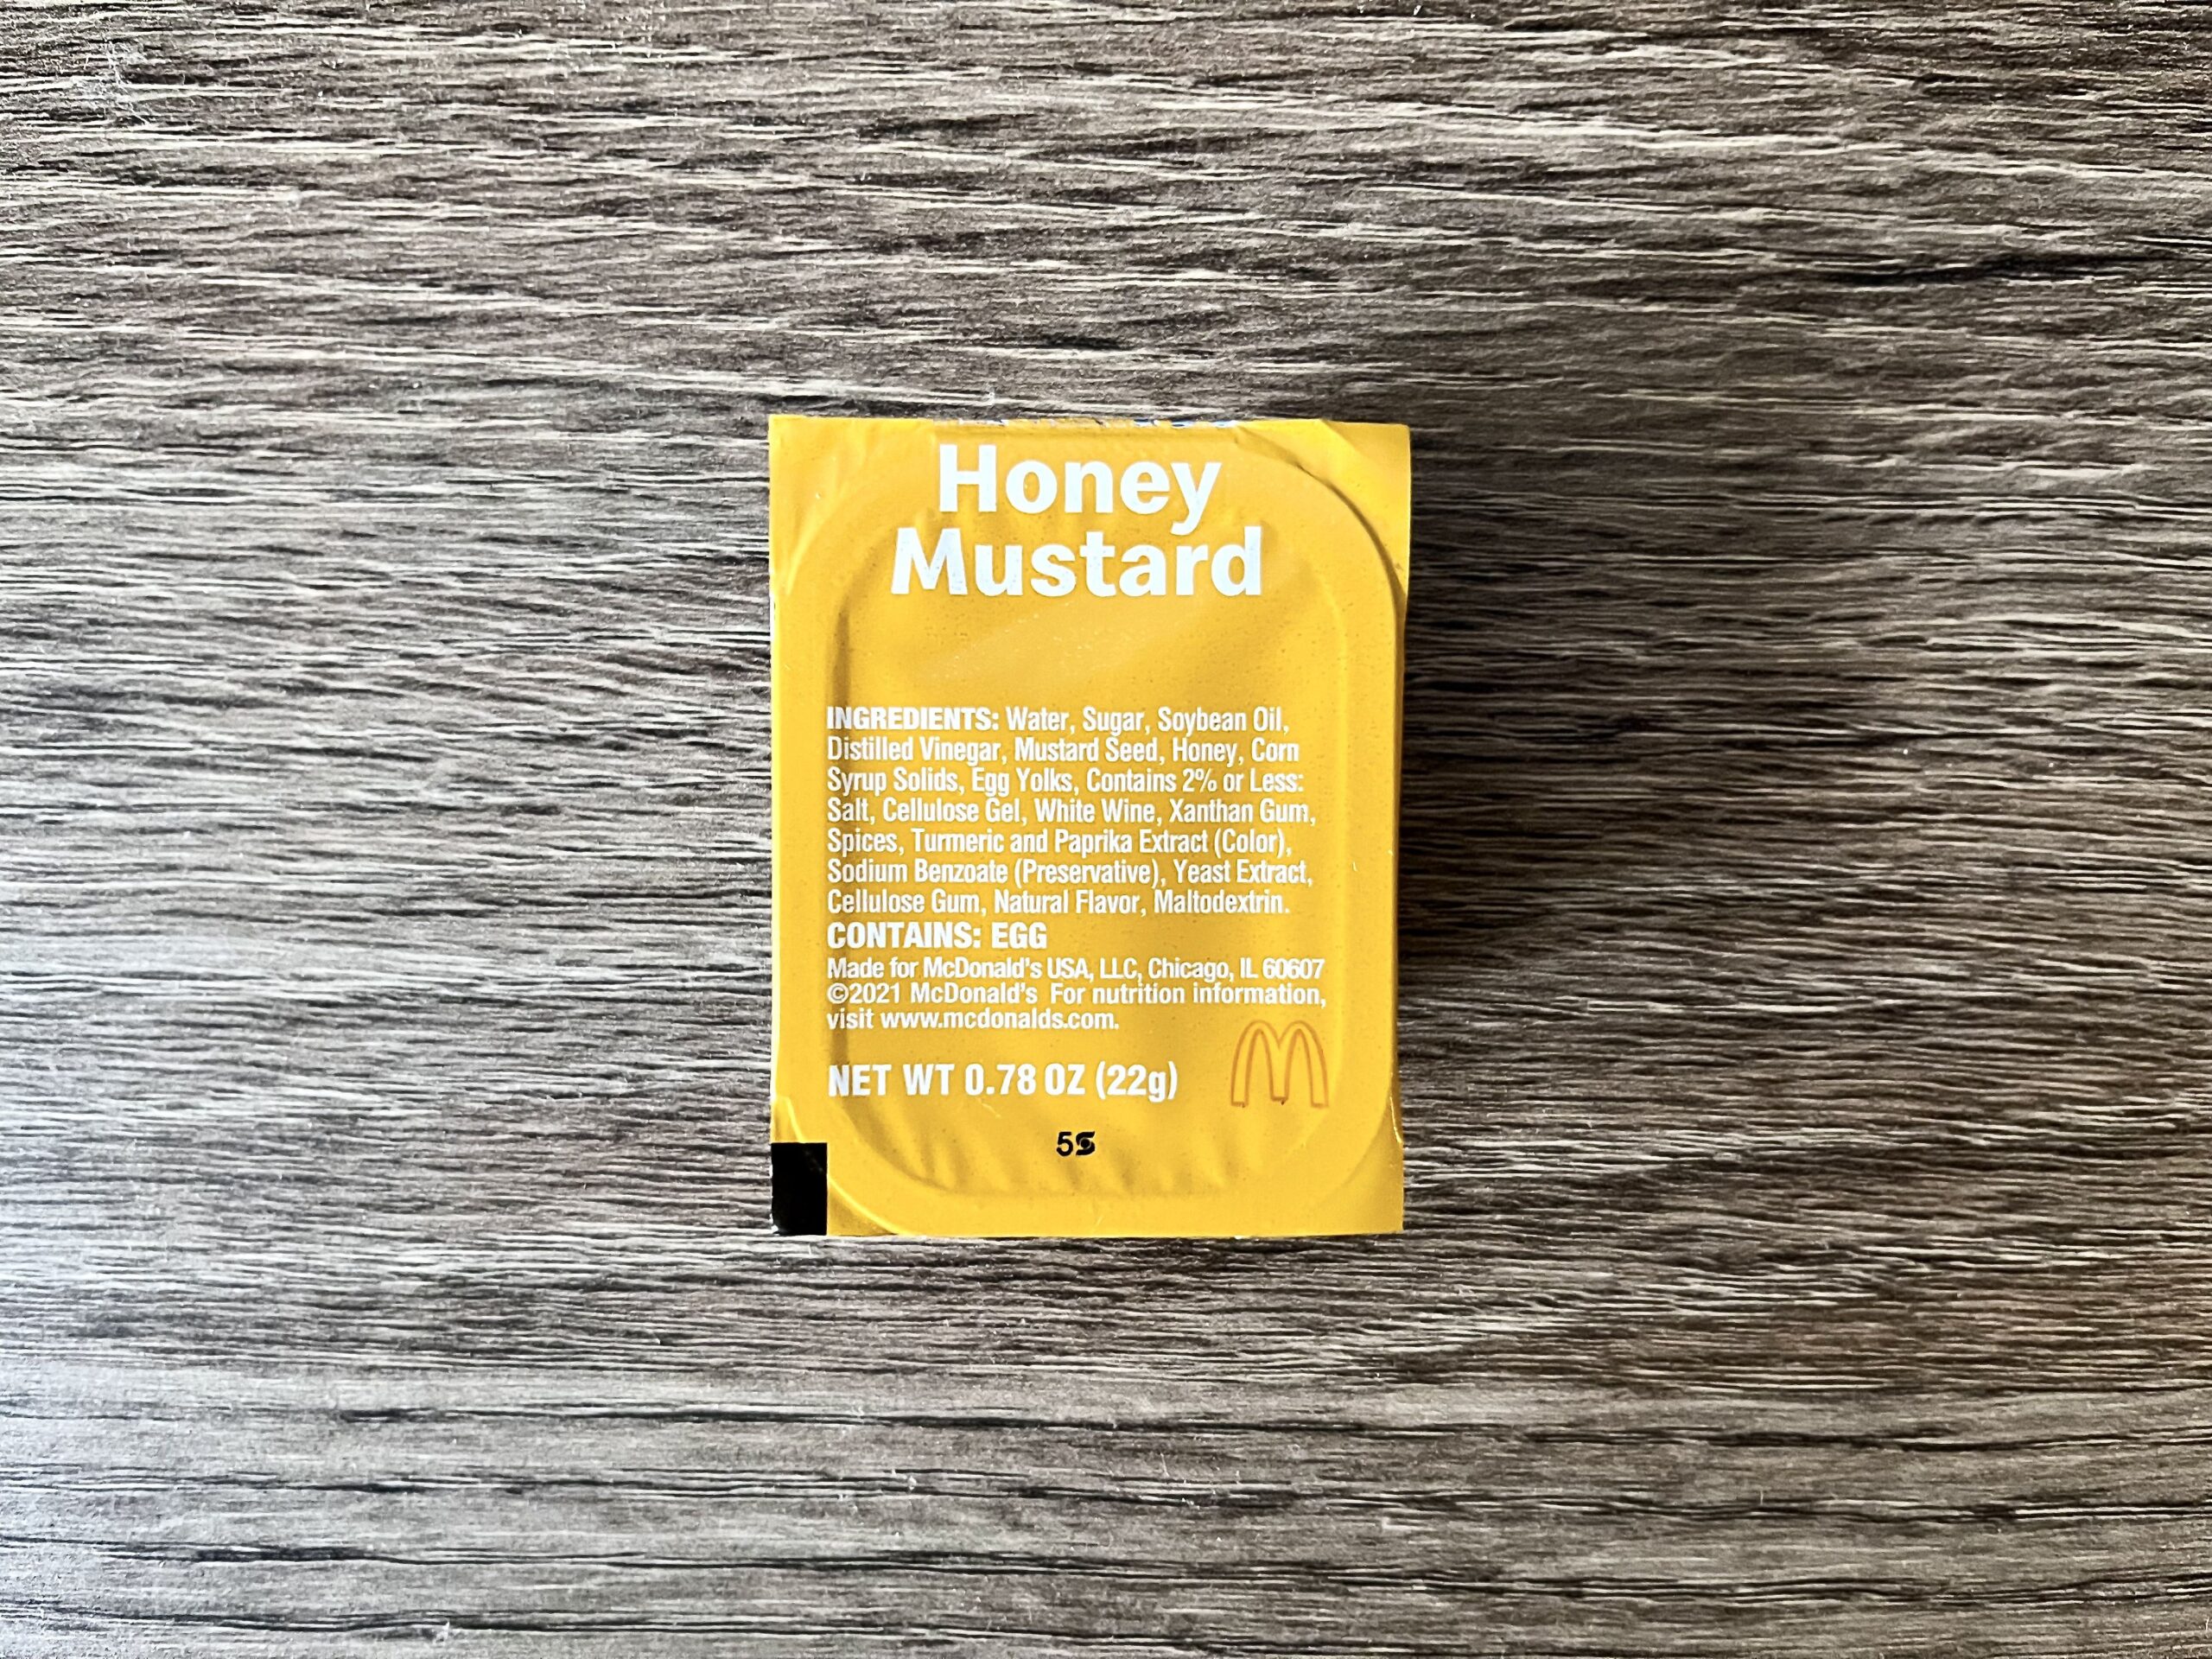 Honey
Mustard
INGREDIENTS: Water, Sugar, Soybean Oil,
Distilled Vinegar, Mustard Seed, Honey, Corn
Syrup Solids, Egg Yolks, Contains 2% or Less:
Salt, Cellulose Gel, White Wine, Xanthan Gum,
Spices, Turmeric and Paprika Extract (Color),
Sodium Benzoate (Preservative), Yeast Extract,
Cellulose Gum, Natural Flavor, Maltodextrin.
CONTAINS: EGG
Made for McDonald's USA, LLC, Chicago, IL 60607
©2021 McDonald's For nutrition information,
visit www.mcdonalds.com.
NET WT 0.78 OZ (22g)
5